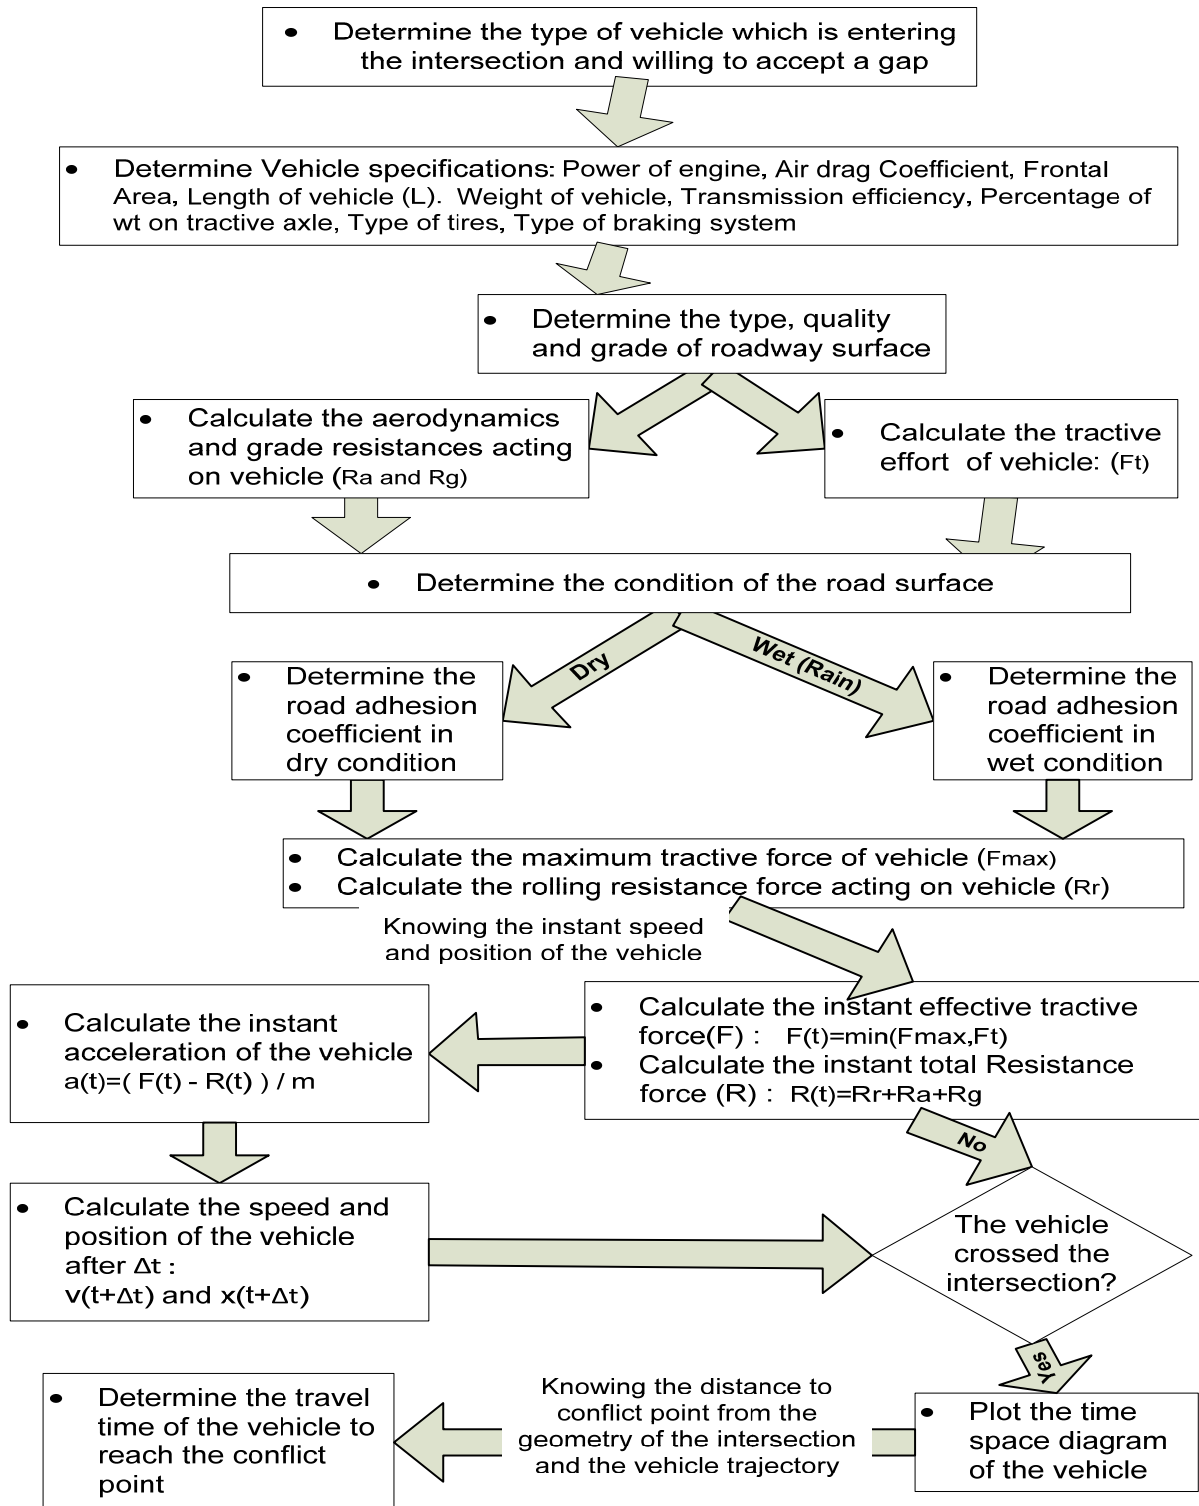 • Determine the type of vehicle which is entering
the intersection and willing to accept a gap
• Determine Vehicle specifications: Power of engine, Air drag Coefficient, Frontal
Area, Length of vehicle (L). Weight of vehicle, Transmission efficiency, Percentage of
wt on tractive axle, Type of tires, Type of braking system
• Determine the type, quality
and grade of roadway surface
• Calculate the aerodynamics
and grade resistances acting
on vehicle (Ra and Rg)
• Calculate the tractive
effort of vehicle: (Ft)
• Determine the condition of the road surface
Dry
Wet (Rain)
• Determine the
road adhesion
coefficient in
dry condition
• Determine the
road adhesion
coefficient in
wet condition
• Calculate the maximum tractive force of vehicle (Fmax)
• Calculate the rolling resistance force acting on vehicle (Rr)
Knowing the instant speed
and position of the vehicle
• Calculate the instant effective tractive
force(F) : F(t)=min(Fmax,Ft)
• Calculate the instant total Resistance
force (R) : R(t)=Rr+Ra+Rg
• Calculate the instant
acceleration of the vehicle
a(t)=( F(t) - R(t) ) / m
No
• Calculate the speed and
position of the vehicle
after Δt :
v(t+Δt) and x(t+Δt)
The vehicle
crossed the
intersection?
Yes
• Plot the time
space diagram
of the vehicle
Knowing the distance to
conflict point from the
geometry of the intersection
and the vehicle trajectory
• Determine the travel
time of the vehicle to
reach the conflict
point